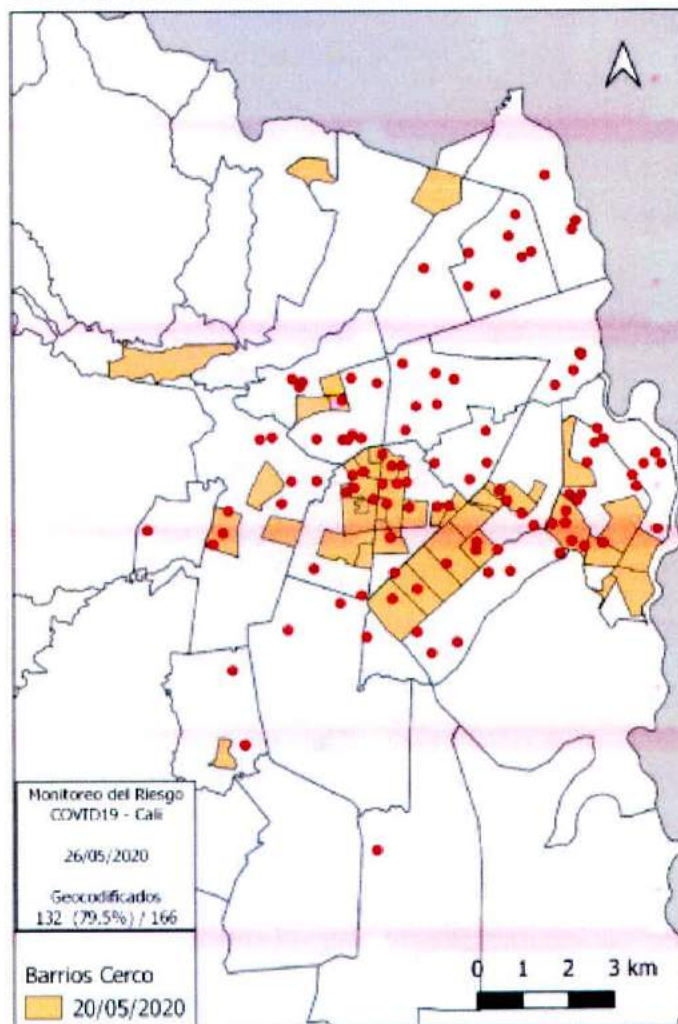 Monitoreo del Riesgo
COVID19 - Cali
26/05/2020
Geocodificados
132 (79.5%) / 166
Barrios Cerco
20/05/2020
0 1 2 3 km